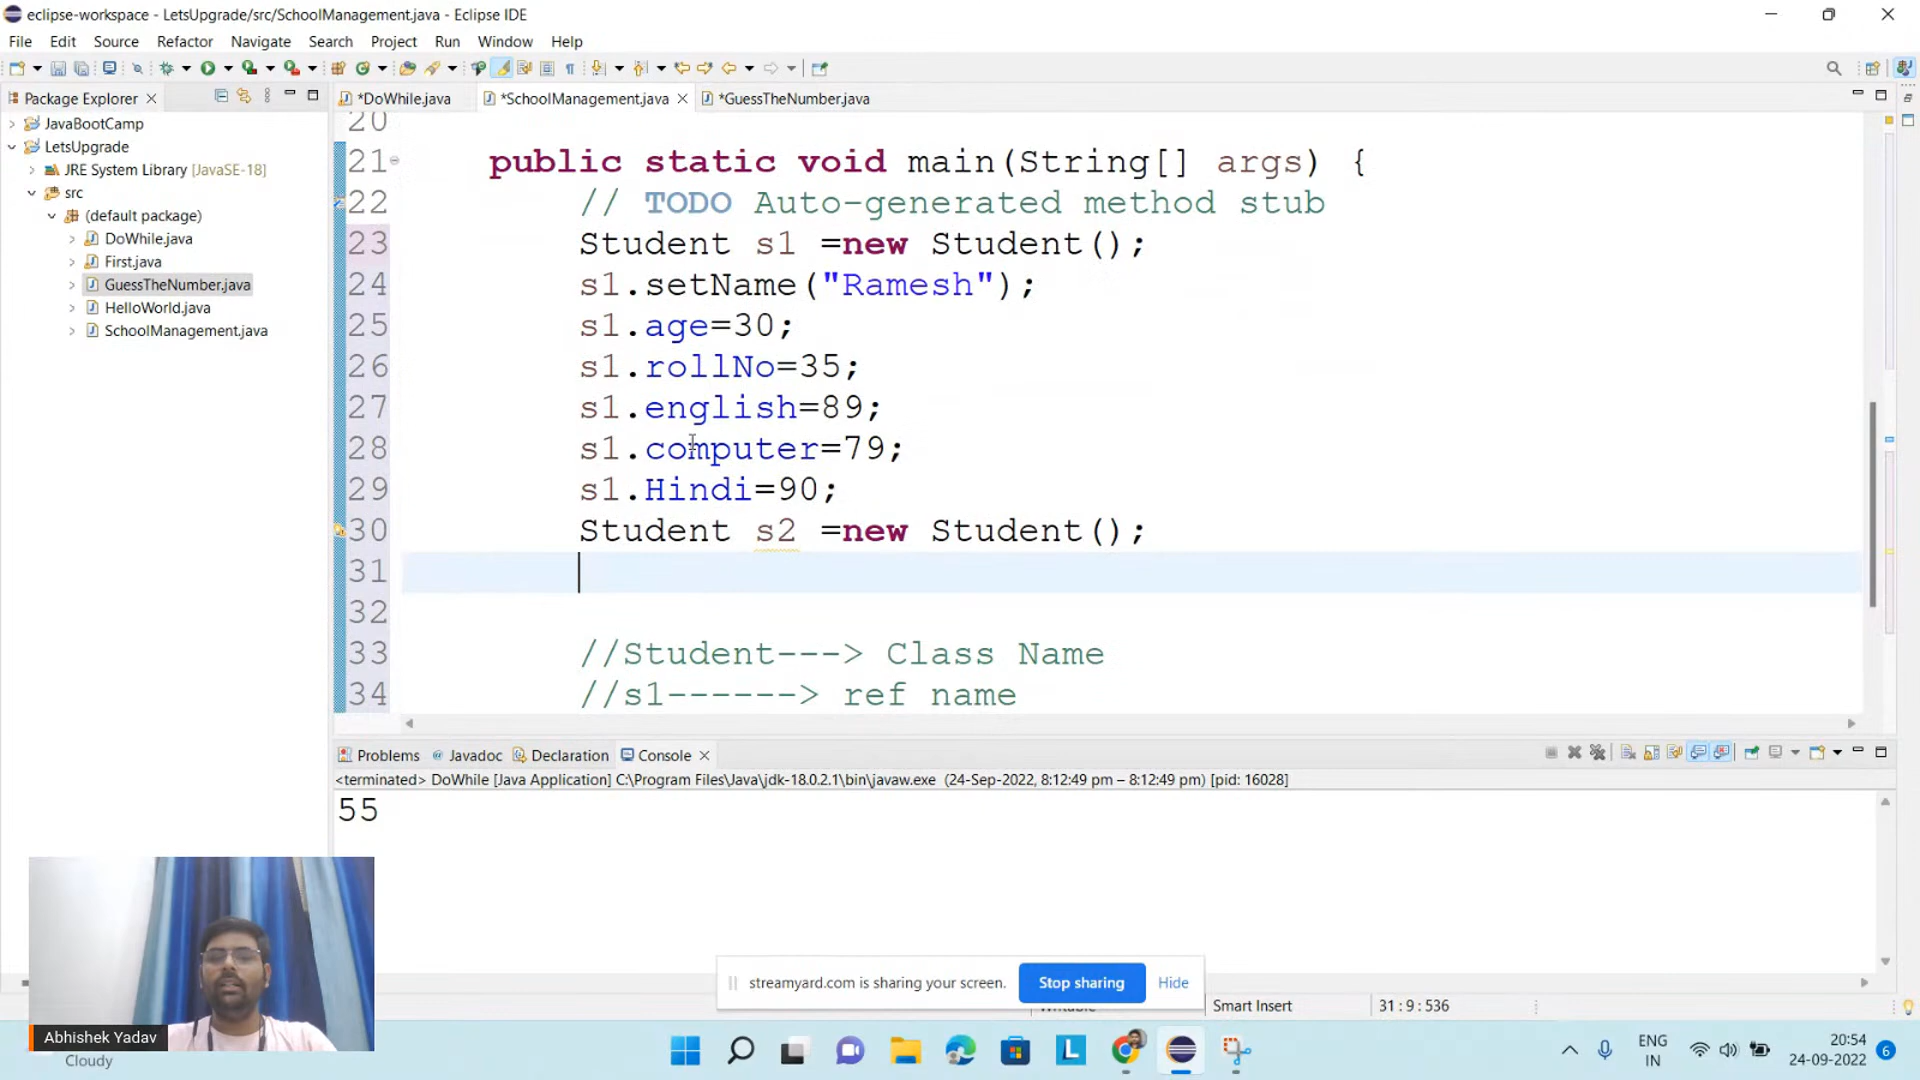 eclipse-workspace - LetsUpgrade/src/SchoolManagement.java - Eclipse IDE
File Edit Source Refactor Navigate Search Project Run Window Help
Package Explorer
*DoWhile.java
*SchoolManagement.java
*GuessTheNumber.java
JavaBootCamp
LetsUpgrade
JRE System Library [JavaSE-18]
src
(default package)
DoWhile.java
First.java
GuessTheNumber.java
HelloWorld.java
SchoolManagement.java
20
21 public static void main(String[] args) {
22 // TODO Auto-generated method stub
23 Student s1 =new Student();
24 s1.setName("Ramesh");
25 s1.age=30;
26 s1.rollNo=35;
27 s1.english=89;
28 s1.computer=79;
29 s1.Hindi=90;
30 Student s2 =new Student();
31
32
33 //Student---> Class Name
34 //s1------> ref name
Problems Javadoc Declaration Console
<terminated> DoWhile [Java Application] C:\Program Files\Java\jdk-18.0.2.1\bin\javaw.exe (24-Sep-2022, 8:12:49 pm – 8:12:49 pm) [pid: 16028]
55
streamyard.com is sharing your screen. Stop sharing Hide
Smart Insert 31 : 9 : 536
Abhishek Yadav
Cloudy
ENG
IN
20:54
24-09-2022
6